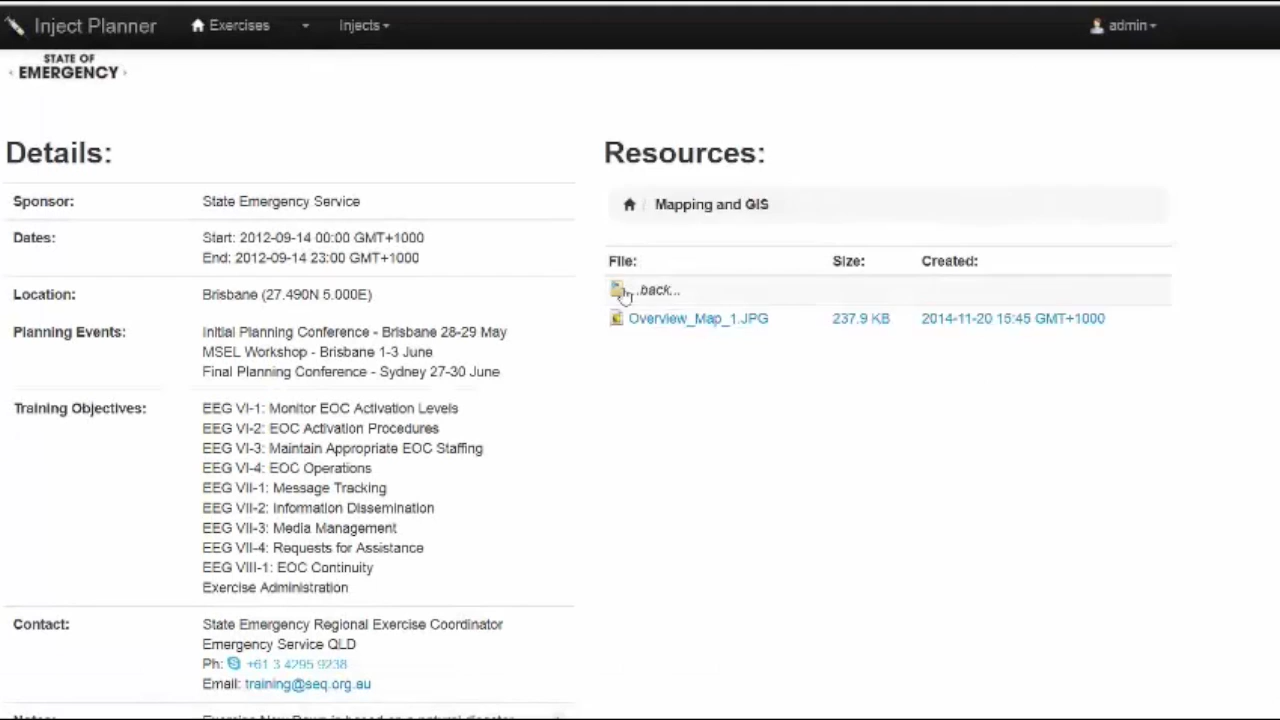 Inject Planner
Exercises
Injects
admin
STATE OF
EMERGENCY
Details:
Sponsor:
State Emergency Service
Dates:
Start: 2012-09-14 00:00 GMT+1000
End: 2012-09-14 23:00 GMT+1000
Location:
Brisbane (27.490N 5.000E)
Planning Events:
Initial Planning Conference - Brisbane 28-29 May
MSEL Workshop - Brisbane 1-3 June
Final Planning Conference - Sydney 27-30 June
Training Objectives:
EEG VI-1: Monitor EOC Activation Levels
EEG VI-2: EOC Activation Procedures
EEG VI-3: Maintain Appropriate EOC Staffing
EEG VI-4: EOC Operations
EEG VII-1: Message Tracking
EEG VII-2: Information Dissemination
EEG VII-3: Media Management
EEG VII-4: Requests for Assistance
EEG VIII-1: EOC Continuity
Exercise Administration
Contact:
State Emergency Regional Exercise Coordinator
Emergency Service QLD
Ph: +61 3 4295 9238
Email: training@seq.org.au
Resources:
/ Mapping and GIS
File: Size: Created:
..back...
Overview_Map_1.JPG 237.9 KB 2014-11-20 15:45 GMT+1000